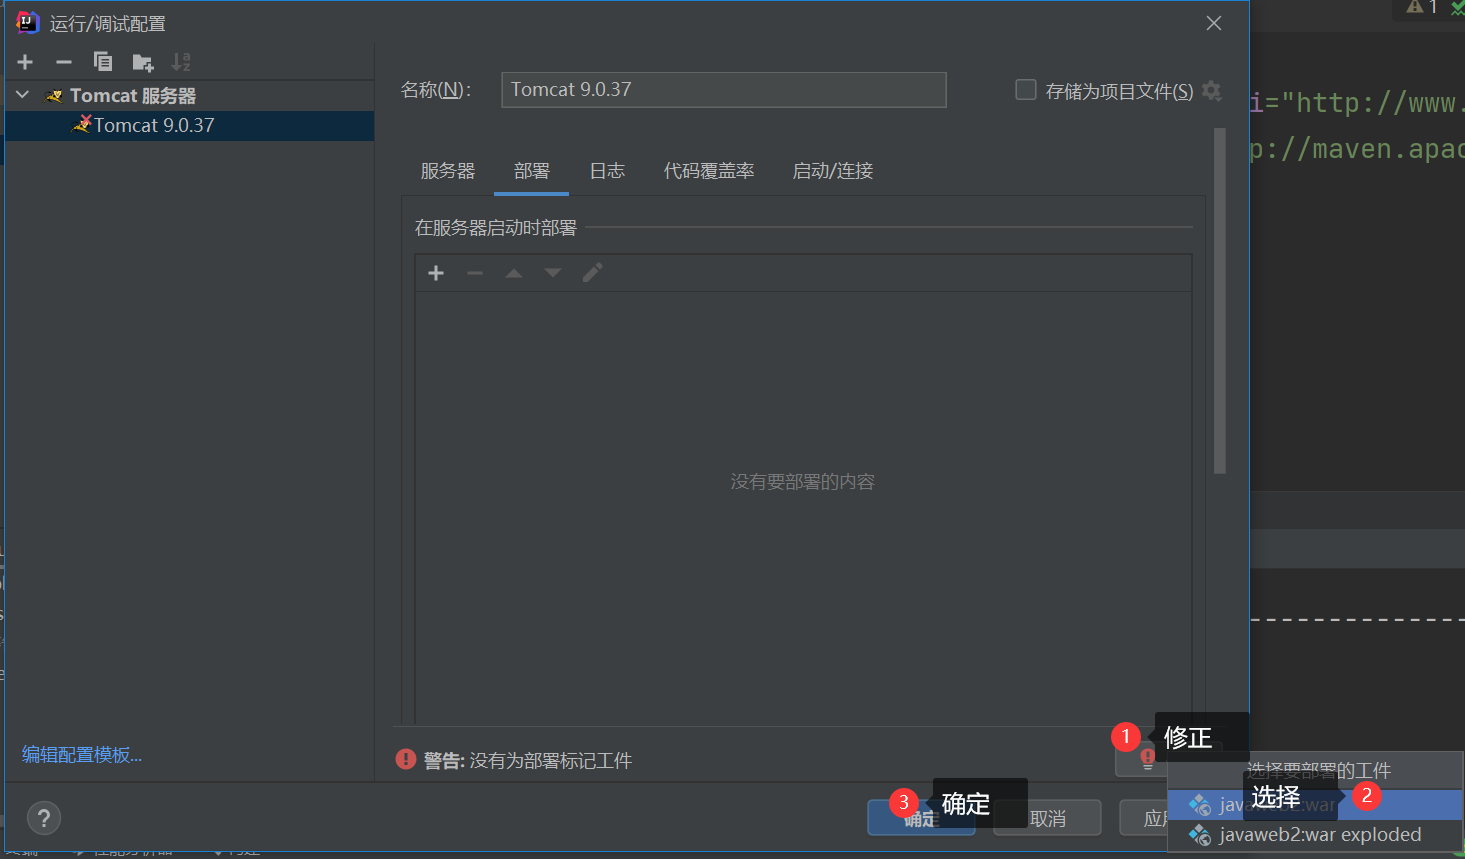 运行/调试配置
1
Tomcat 服务器
Tomcat 9.0.37
名称(N):
Tomcat 9.0.37
存储为项目文件(S)
i="http://www.
p://maven.apac
服务器
部署
日志
代码覆盖率
启动/连接
在服务器启动时部署
没有要部署的内容
编辑配置模板...
警告: 没有为部署标记工件
1
修正
选择要部署的工件
javaweb2:war
选择
2
javaweb2:war exploded
3
确定
确定
取消
应用
?